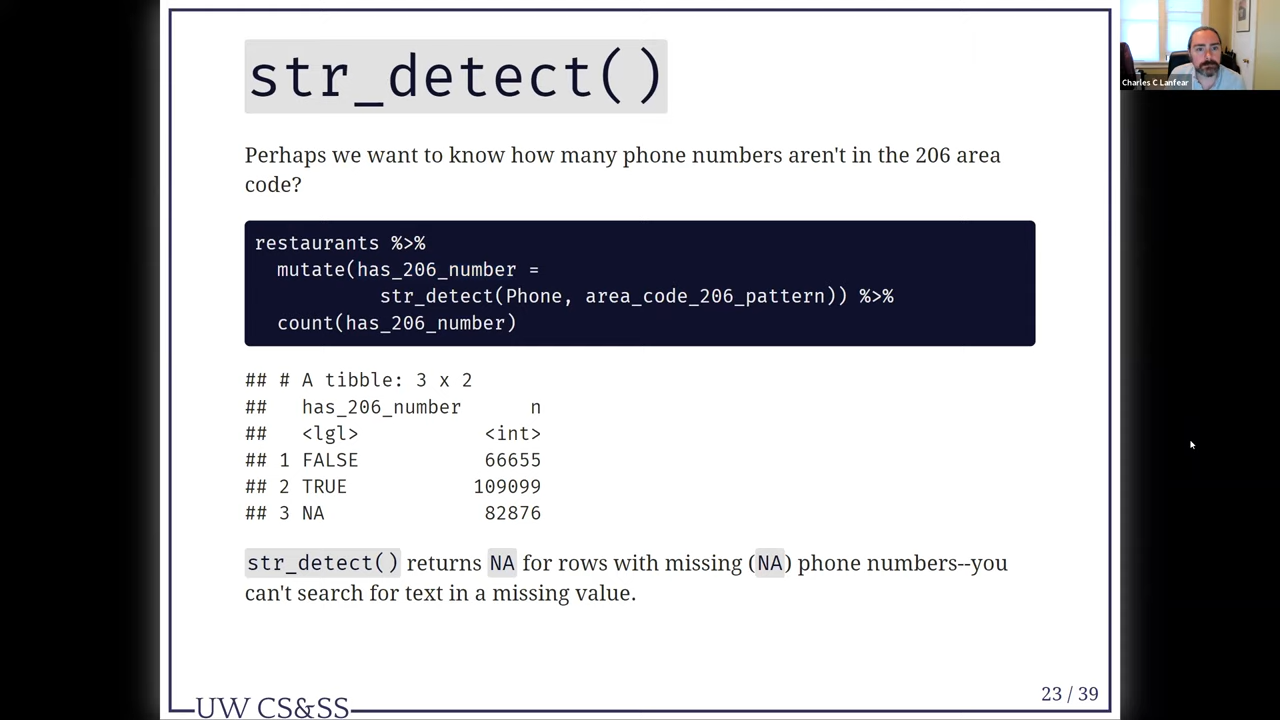 str_detect()
Charles C Lanfear
Perhaps we want to know how many phone numbers aren't in the 206 area
code?
restaurants %>%
  mutate(has_206_number =
           str_detect(Phone, area_code_206_pattern)) %>%
  count(has_206_number)
## # A tibble: 3 x 2
##   has_206_number      n
##   <lgl>           <int>
## 1 FALSE           66655
## 2 TRUE           109099
## 3 NA              82876
str_detect() returns NA for rows with missing (NA) phone numbers--you
can't search for text in a missing value.
23 / 39
UW CS&SS